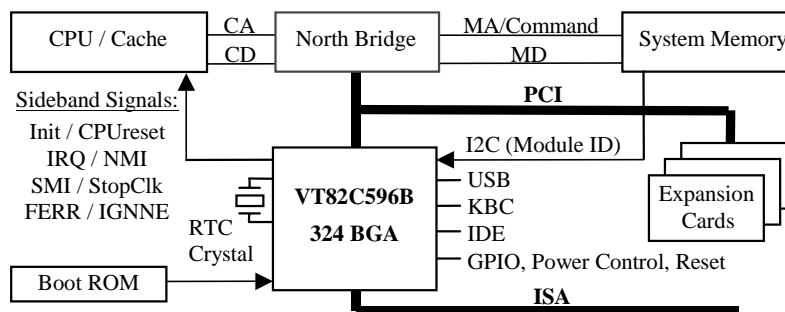 CPU / Cache
CA
CD
North Bridge
MA/Command
MD
System Memory
Sideband Signals:
Init / CPUreset
IRQ / NMI
SMI / StopClk
FERR / IGNNE
PCI
I2C (Module ID)
RTC
Crystal
VT82C596B
324 BGA
USB
KBC
IDE
GPIO, Power Control, Reset
Expansion
Cards
Boot ROM
ISA